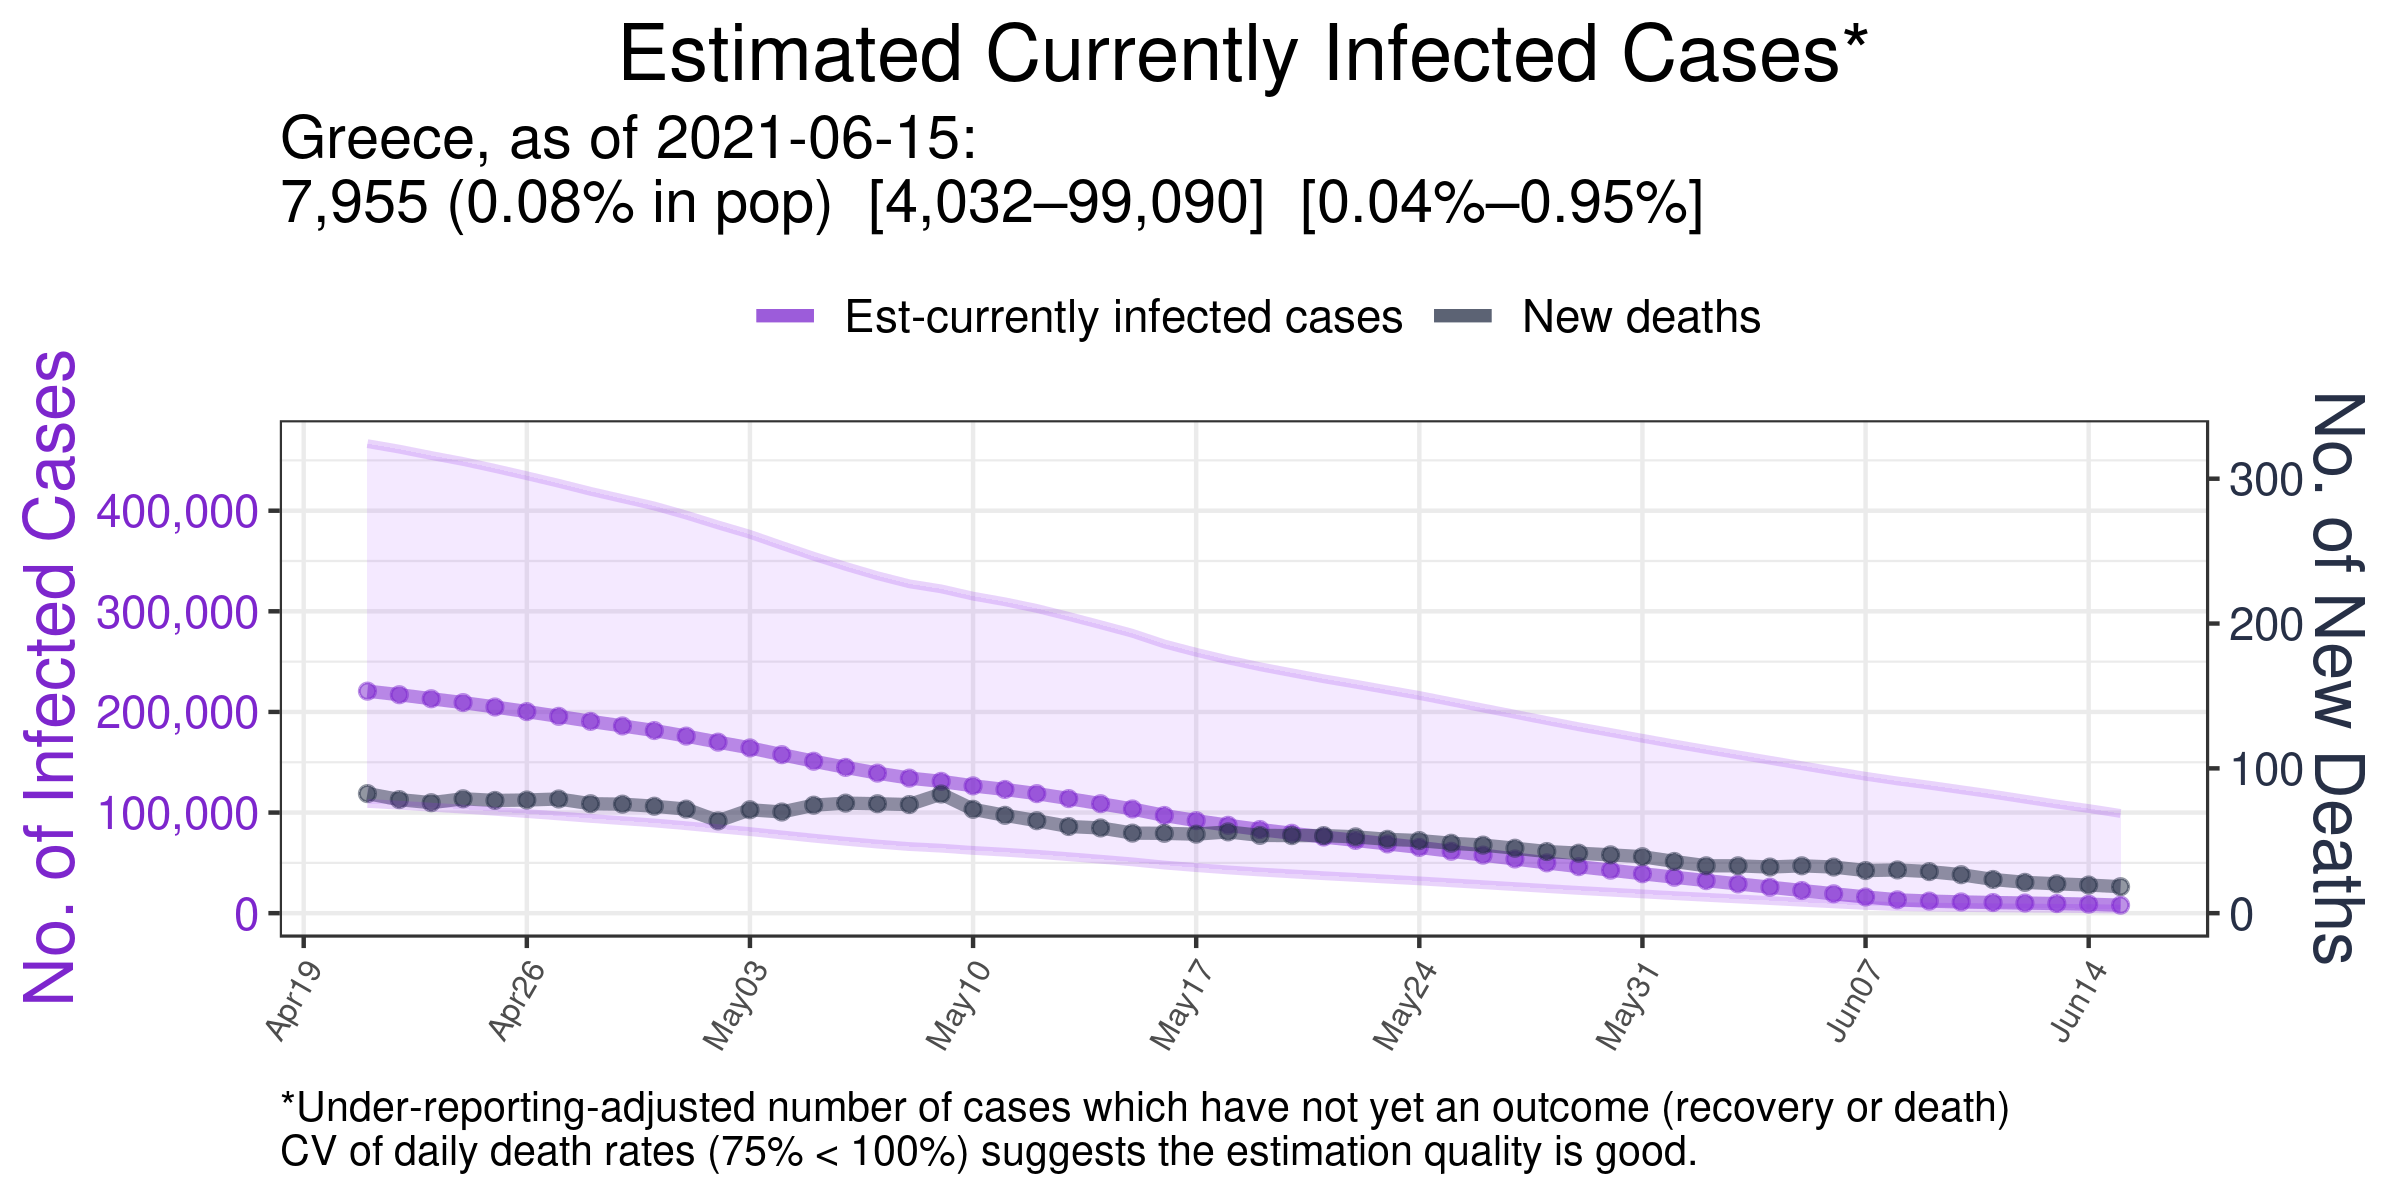 Estimated Currently Infected Cases*
Greece, as of 2021-06-15:
7,955 (0.08% in pop)  [4,032–99,090]  [0.04%–0.95%]
Est-currently infected cases
New deaths
No. of Infected Cases
400,000
300,000
200,000
100,000
0
300
200
100
0
No. of New Deaths
Apr19
Apr26
May03
May10
May17
May24
May31
Jun07
Jun14
*Under-reporting-adjusted number of cases which have not yet an outcome (recovery or death)
CV of daily death rates (75% < 100%) suggests the estimation quality is good.